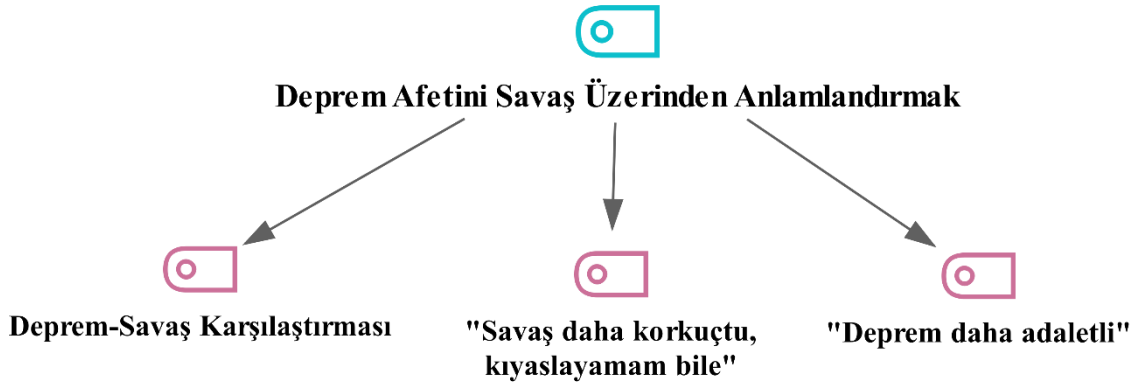 Deprem Afetini Savaş Üzerinden Anlamlandırmak
Deprem-Savaş Karşılaştırması
"Savaş daha korkuçtu,
kıyaslayamam bile"
"Deprem daha adaletli"